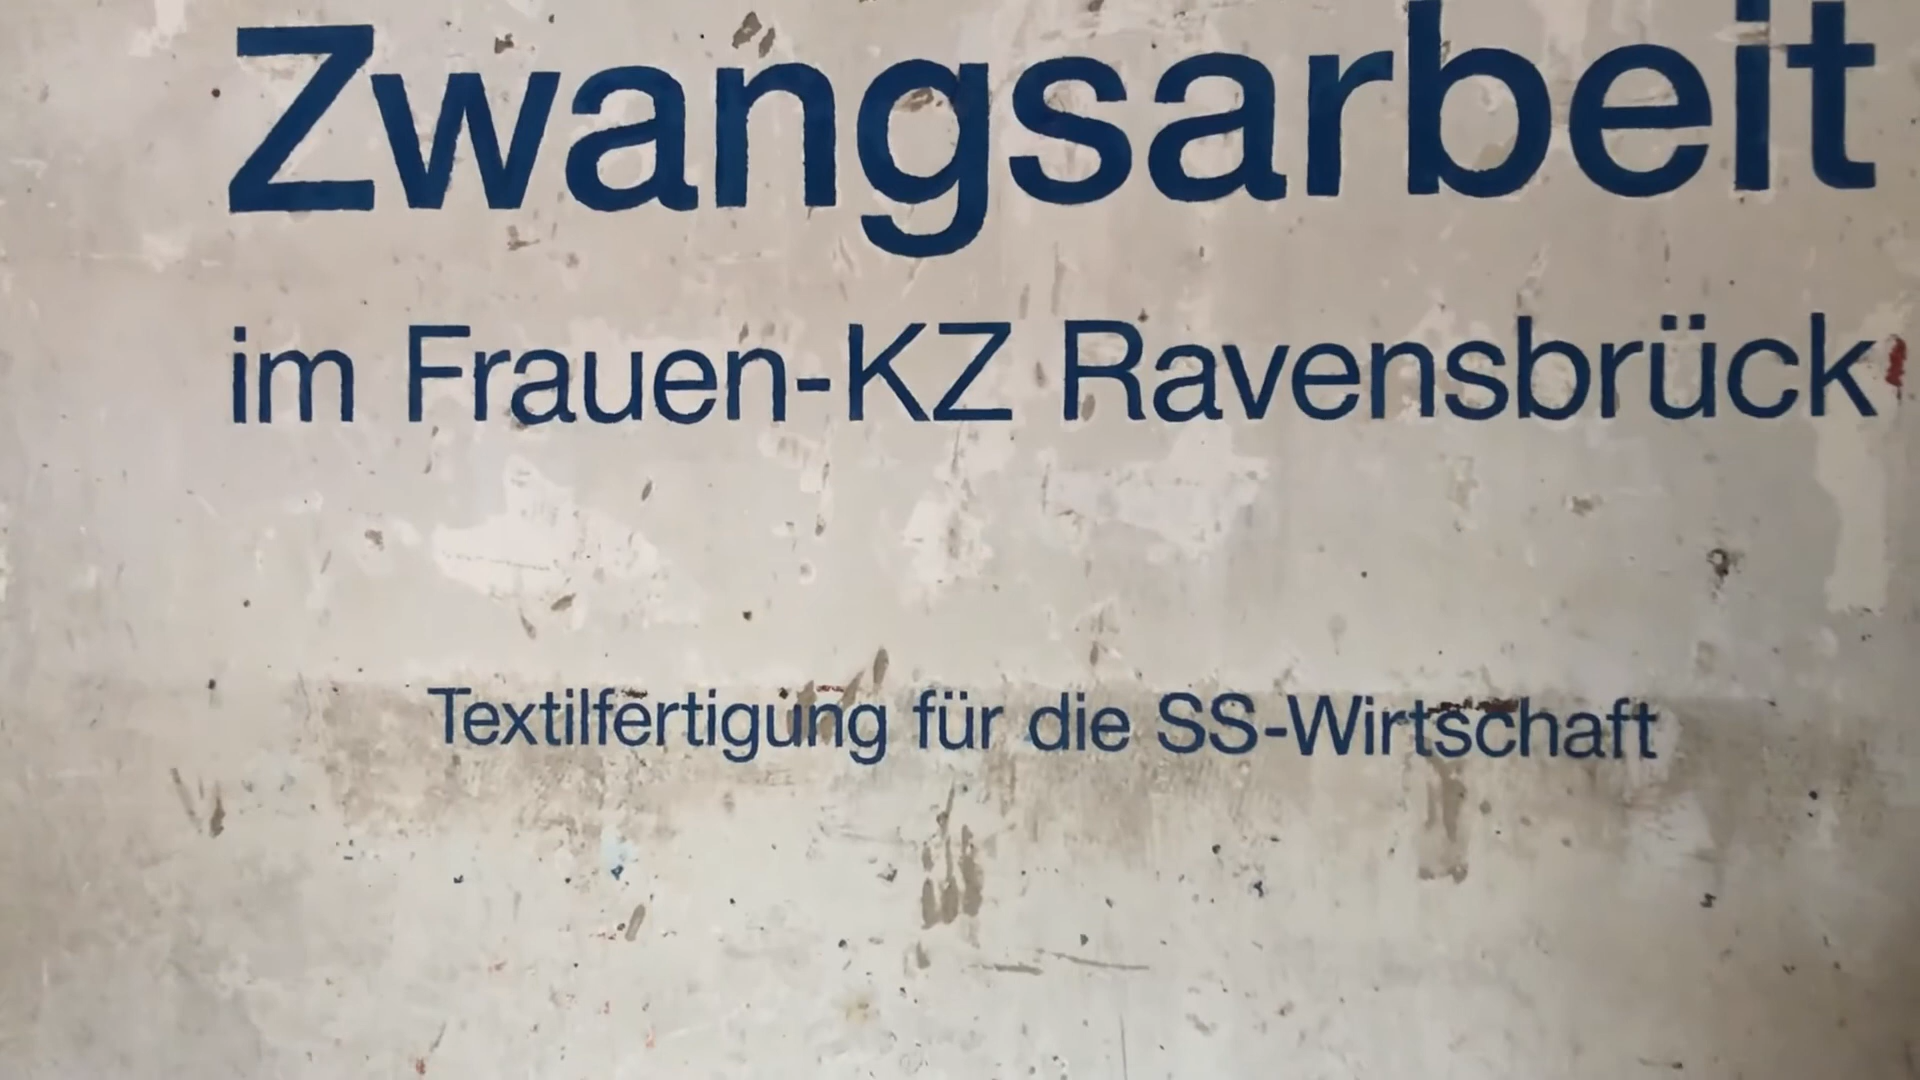 Zwangsarbeit
im Frauen-KZ Ravensbrück
Textilfertigung für die SS-Wirtschaft